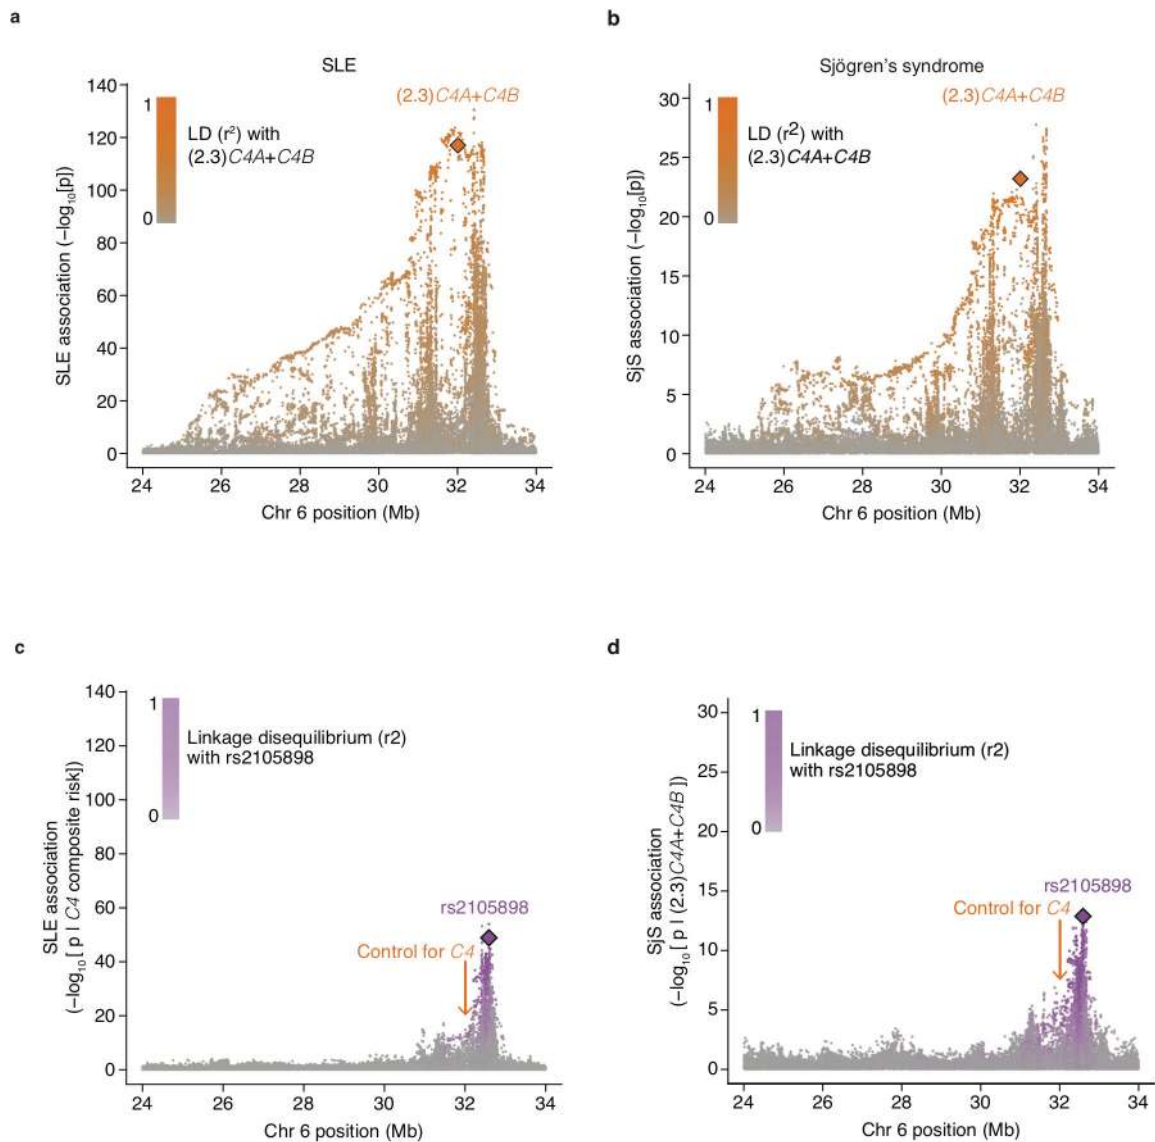 a
SLE
140
120
100
80
60
40
20
0
SLE association (–log10[p])
1
0
LD (r²) with
(2.3)C4A+C4B
(2.3)C4A+C4B
24 26 28 30 32 34
Chr 6 position (Mb)
b
Sjögren's syndrome
30
25
20
15
10
5
0
SjS association (–log10[p])
1
0
LD (r²) with
(2.3)C4A+C4B
(2.3)C4A+C4B
24 26 28 30 32 34
Chr 6 position (Mb)
c
140
120
100
80
60
40
20
0
SLE association
(–log10[ p | C4 composite risk])
1
0
Linkage disequilibrium (r2)
with rs2105898
rs2105898
Control for C4
24 26 28 30 32 34
Chr 6 position (Mb)
d
30
25
20
15
10
5
0
SjS association
(–log10[ p | (2.3)C4A+C4B ])
1
0
Linkage disequilibrium (r2)
with rs2105898
rs2105898
Control for C4
24 26 28 30 32 34
Chr 6 position (Mb)